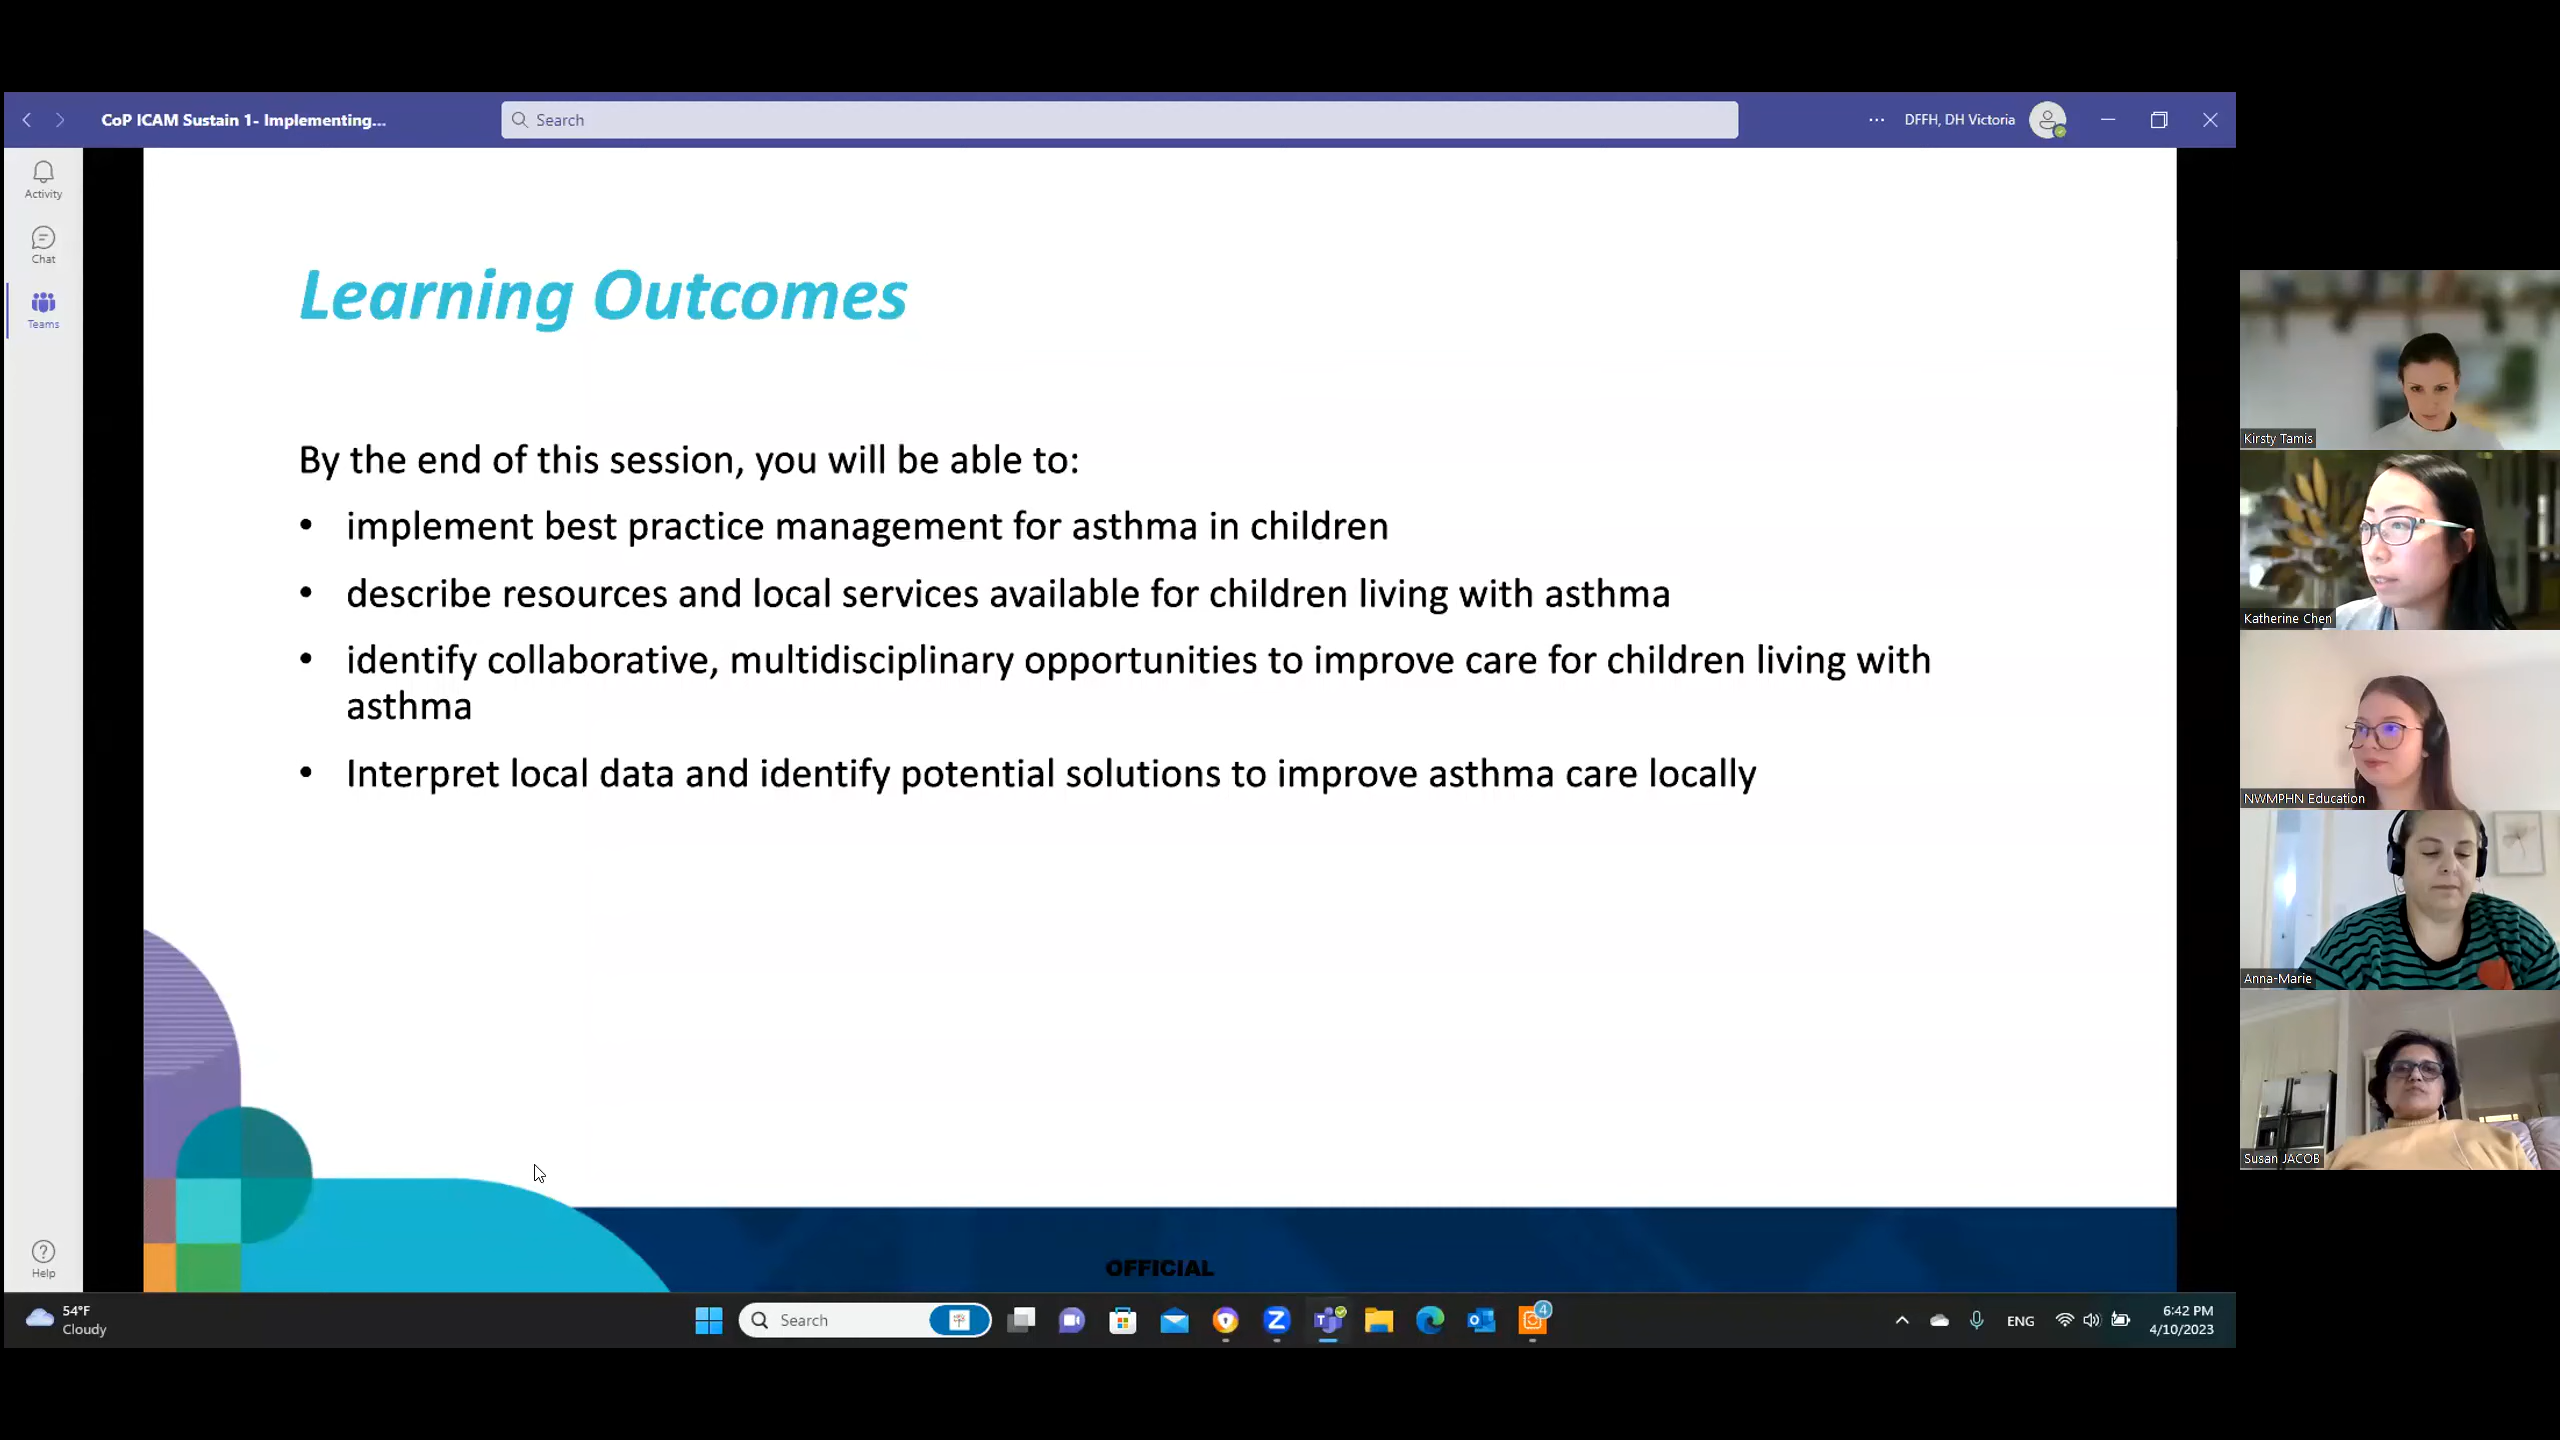 CoP ICAM Sustain 1- Implementing...
Search
DFFH, DH Victoria
Activity
Chat
Teams
Help
Learning Outcomes
By the end of this session, you will be able to:
• implement best practice management for asthma in children
• describe resources and local services available for children living with asthma
• identify collaborative, multidisciplinary opportunities to improve care for children living with
asthma
• Interpret local data and identify potential solutions to improve asthma care locally
OFFICIAL
Kirsty Tamis
Katherine Chen
NWMPHN Education
Anna-Marie
Susan JACOB
54°F
Cloudy
Search
4
ENG
6:42 PM
4/10/2023